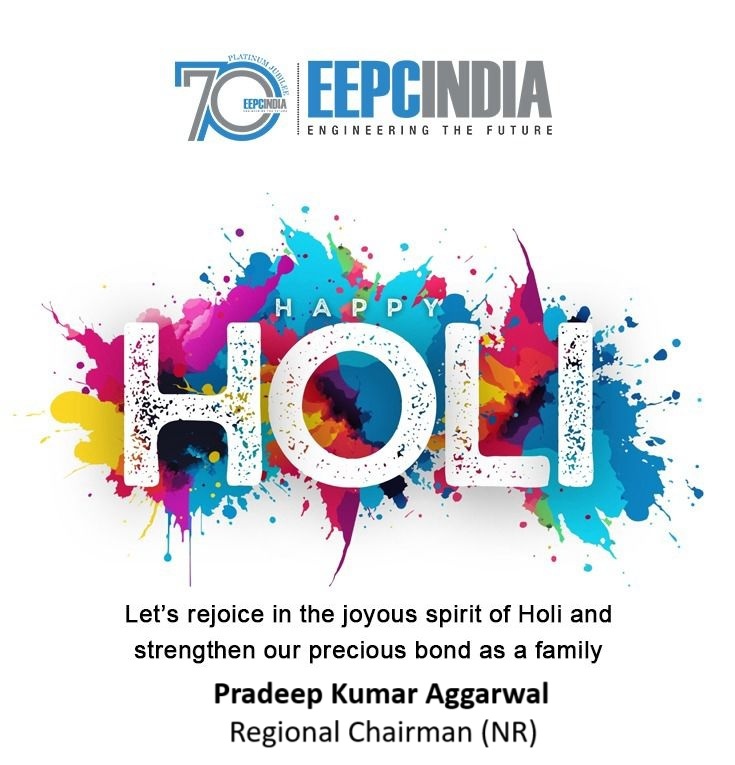 PLATINUM JUBILEE
70
EEPCINDIA
EEPCINDIA
ENGINEERING THE FUTURE
HAPPY
HOLI
Let’s rejoice in the joyous spirit of Holi and
strengthen our precious bond as a family
Pradeep Kumar Aggarwal
Regional Chairman (NR)